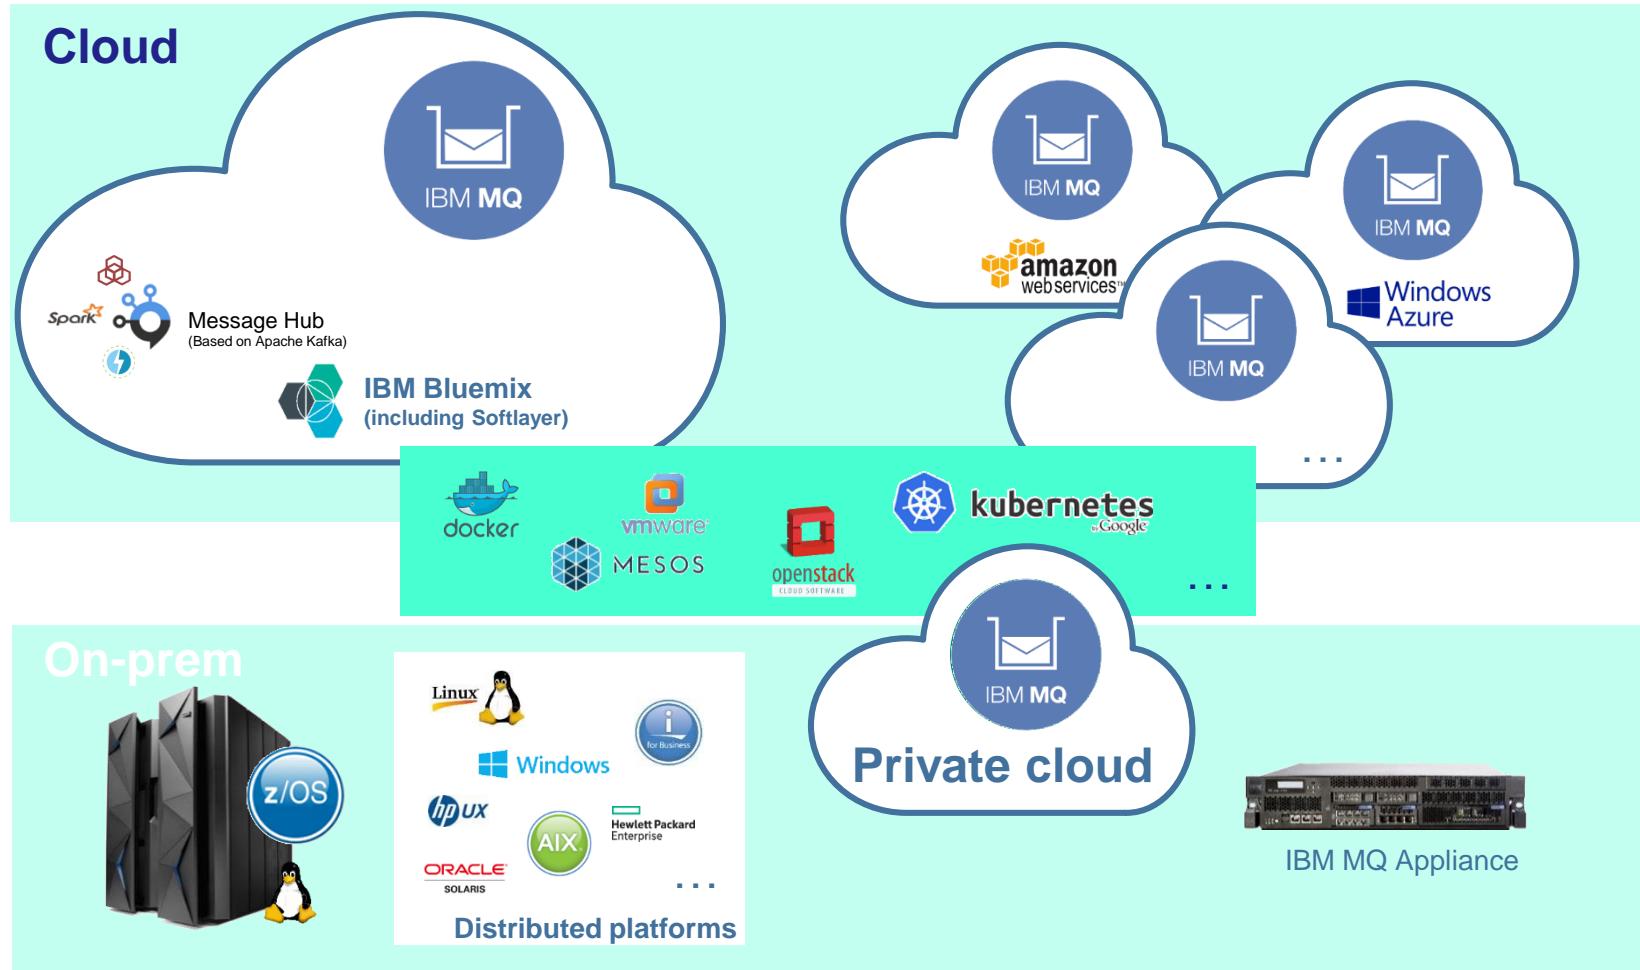 Cloud
IBM MQ
Spark
Message Hub
(Based on Apache Kafka)
IBM Bluemix
(including Softlayer)
IBM MQ
amazon
webservices™
IBM MQ
Windows
Azure
IBM MQ
...
docker
vmware
MESOS
openstack
CLOUD SOFTWARE
kubernetes
by Google
...
On-prem
z/OS
Linux
i
for Business
Windows
hp UX
AIX
Hewlett Packard
Enterprise
ORACLE
SOLARIS
...
Distributed platforms
IBM MQ
Private cloud
IBM MQ Appliance